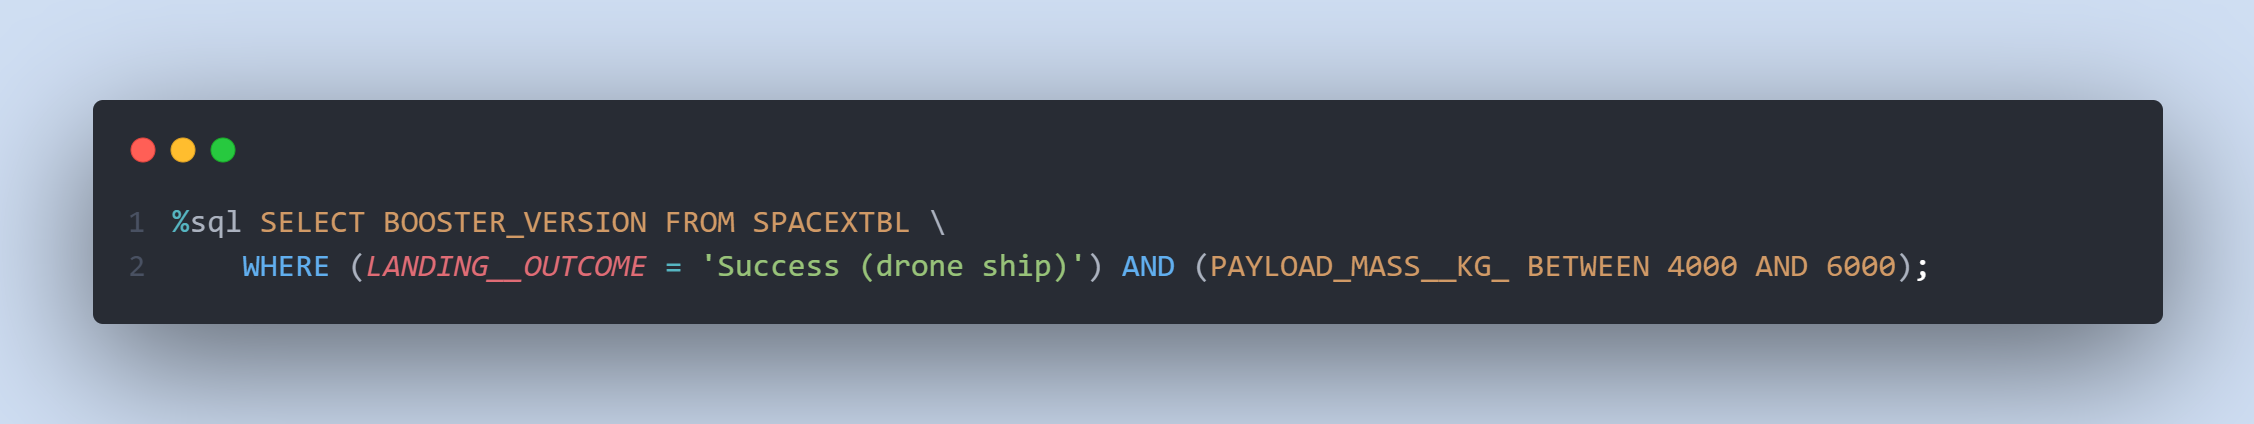 1 %sql SELECT BOOSTER_VERSION FROM SPACEXTBL \
2     WHERE (LANDING__OUTCOME = 'Success (drone ship)') AND (PAYLOAD_MASS__KG_ BETWEEN 4000 AND 6000);